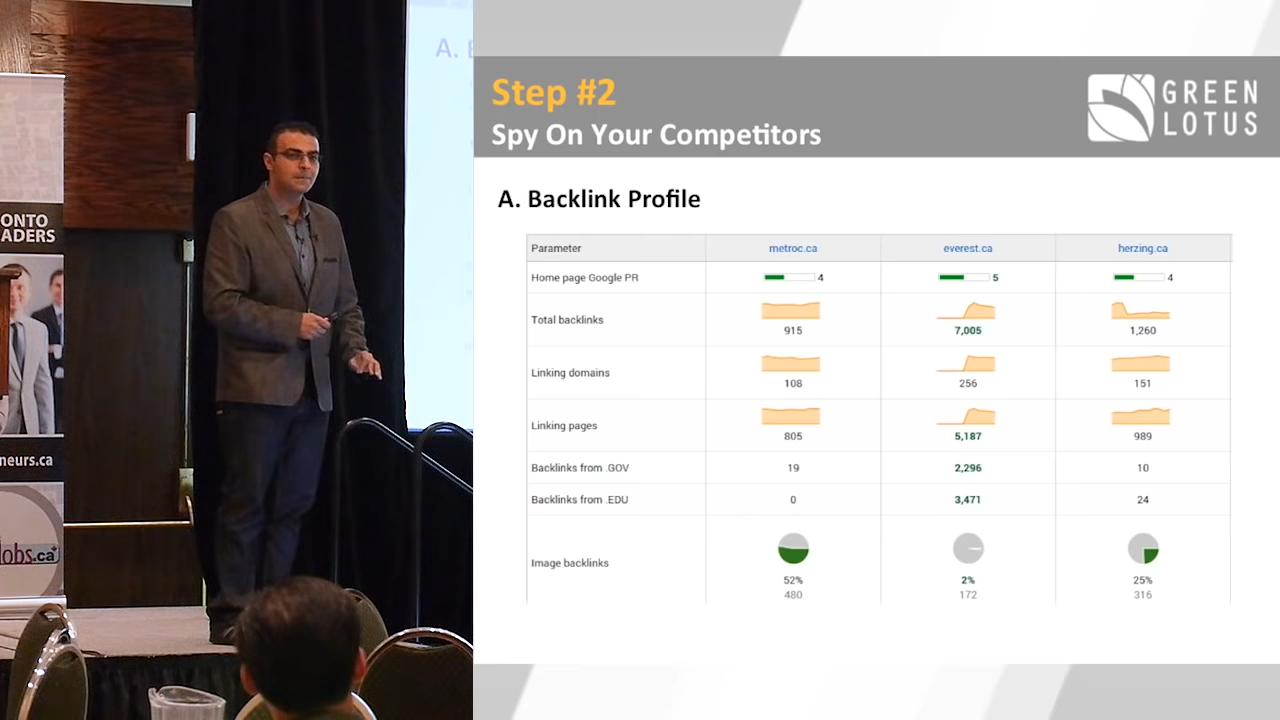 ONTO
ADERS
neurs.ca
Jobs.ca
A.
Step #2
Spy On Your Competitors
GREEN
LOTUS
A. Backlink Profile
Parameter metroc.ca everest.ca herzing.ca
Home page Google PR 4 5 4
Total backlinks 915 7,005 1,260
Linking domains 108 256 151
Linking pages 805 5,187 989
Backlinks from .GOV 19 2,296 10
Backlinks from .EDU 0 3,471 24
Image backlinks 52% 2% 25%
480 172 316